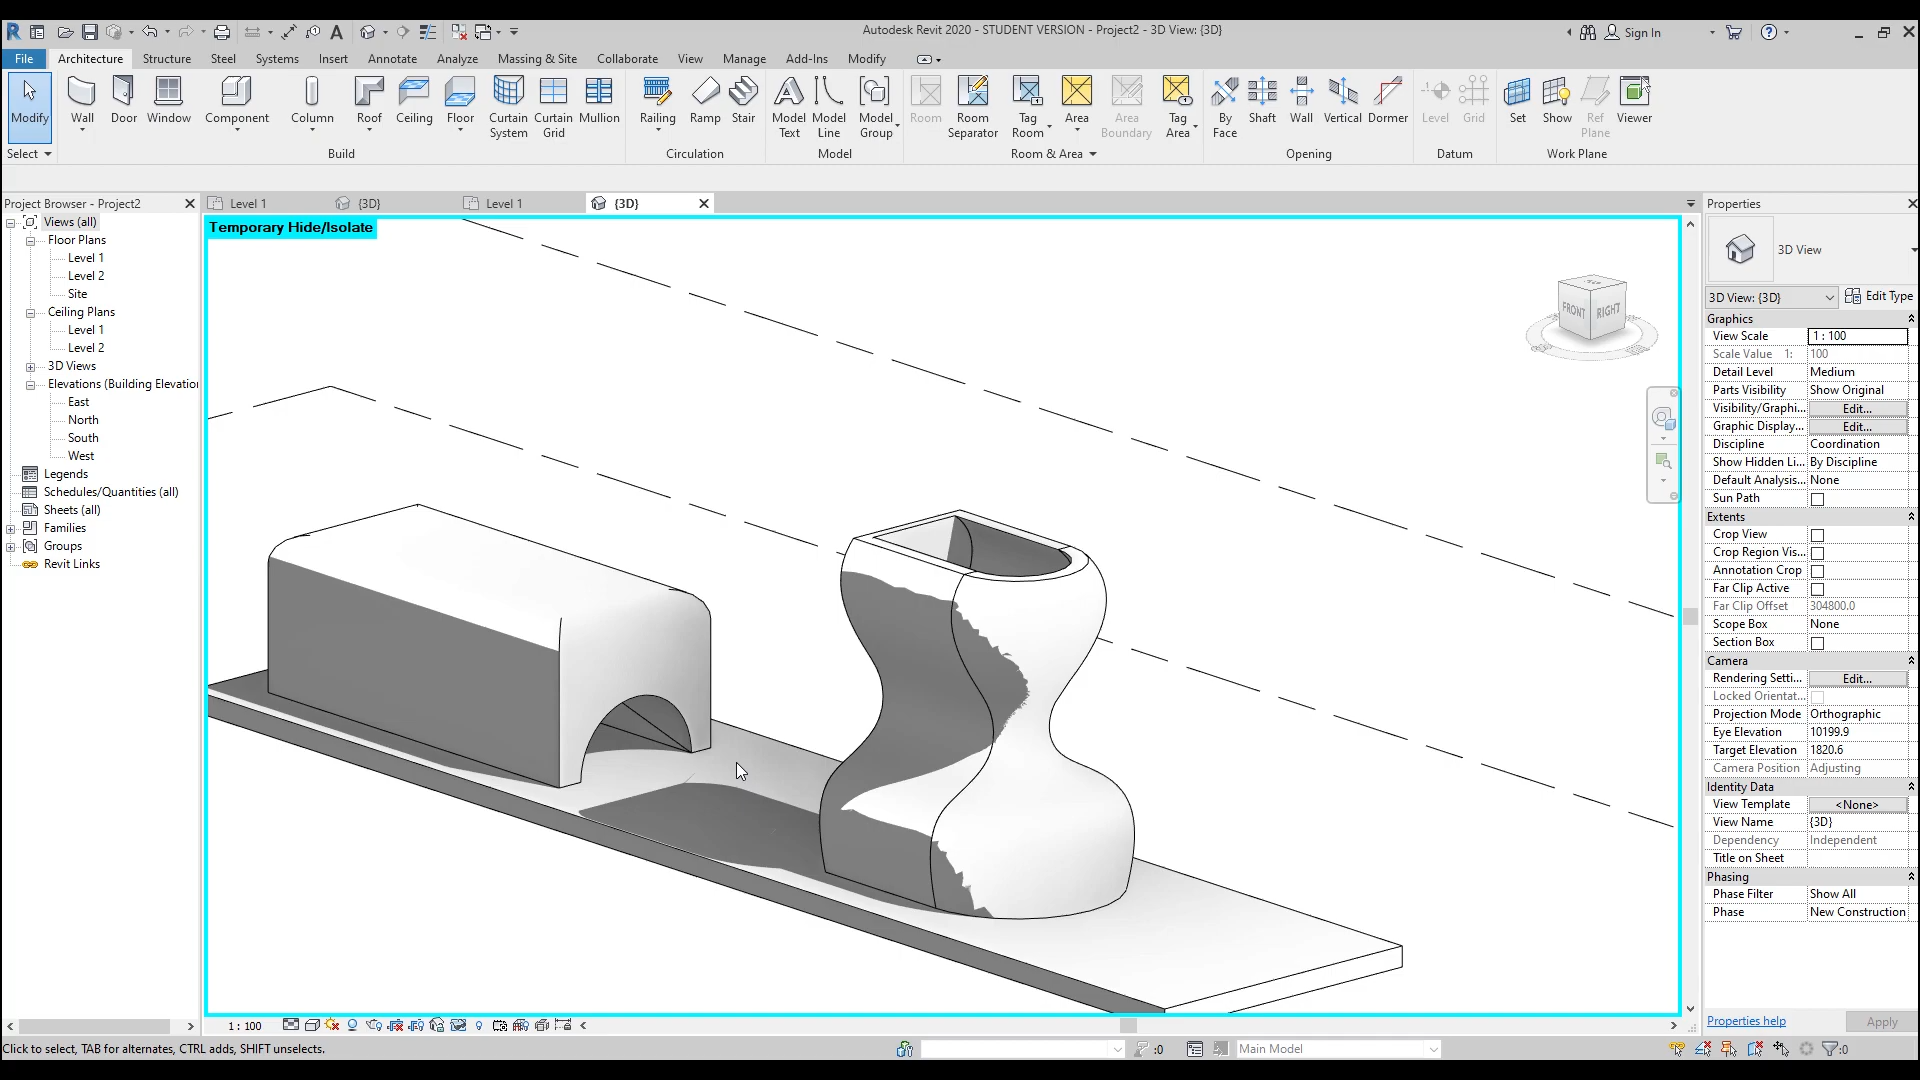 Autodesk Revit 2020 - STUDENT VERSION - Project2 - 3D View: {3D}
Sign In
File Architecture Structure Steel Systems Insert Annotate Analyze Massing & Site Collaborate View Manage Add-Ins Modify
Modify Wall Door Window Component Column Roof Ceiling Floor Curtain System Curtain Grid Mullion Railing Ramp Stair Model Text Model Line Model Group Room Room Separator Tag Room Area Area Boundary Tag Area By Face Shaft Wall Vertical Dormer Level Grid Set Show Ref Plane Viewer
Select Build Circulation Model Room & Area Opening Datum Work Plane
Project Browser - Project2
Level 1 {3D} Level 1 {3D}
Properties
Views (all)
Floor Plans
Level 1
Level 2
Site
Ceiling Plans
Level 1
Level 2
3D Views
Elevations (Building Elevation
East
North
South
West
Legends
Schedules/Quantities (all)
Sheets (all)
Families
Groups
Revit Links
Temporary Hide/Isolate
TOP
FRONT RIGHT
3D View
3D View: {3D} Edit Type
Graphics
View Scale 1 : 100
Scale Value 1: 100
Detail Level Medium
Parts Visibility Show Original
Visibility/Graphi... Edit...
Graphic Display... Edit...
Discipline Coordination
Show Hidden Li... By Discipline
Default Analysis... None
Sun Path
Extents
Crop View
Crop Region Vis...
Annotation Crop
Far Clip Active
Far Clip Offset 304800.0
Scope Box None
Section Box
Camera
Rendering Setti... Edit...
Locked Orientat...
Projection Mode Orthographic
Eye Elevation 10199.9
Target Elevation 1820.6
Camera Position Adjusting
Identity Data
View Template <None>
View Name {3D}
Dependency Independent
Title on Sheet
Phasing
Phase Filter Show All
Phase New Construction
Properties help Apply
1 : 100
Click to select, TAB for alternates, CTRL adds, SHIFT unselects.
:0
Main Model
:0